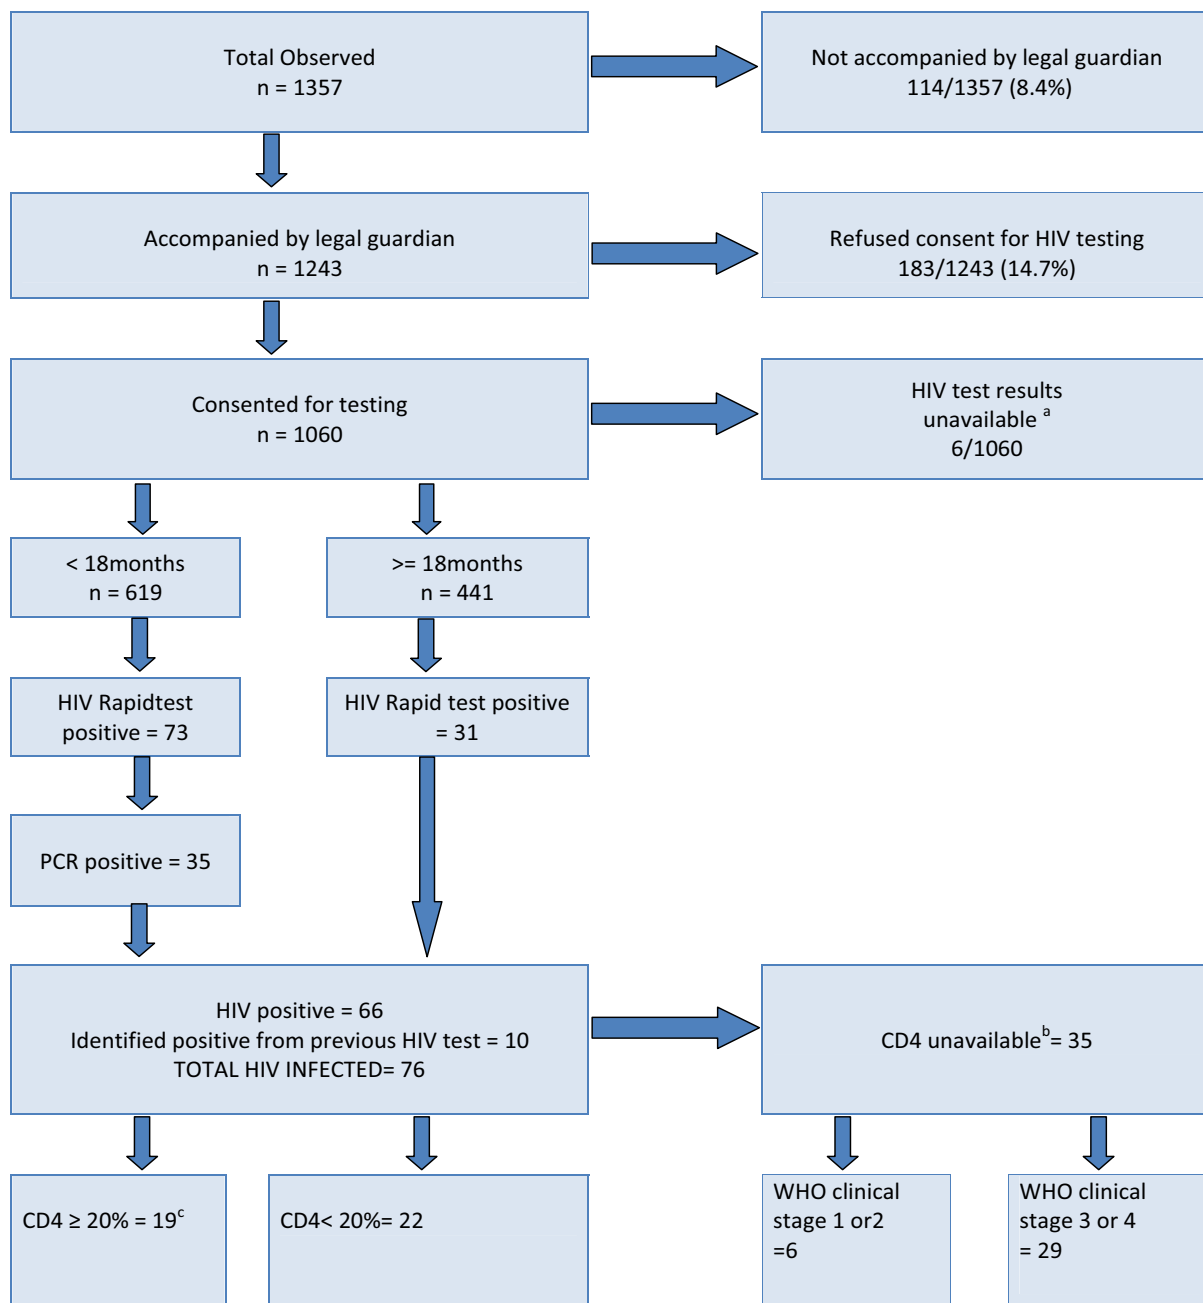 Total Observed
n = 1357
Not accompanied by legal guardian
114/1357 (8.4%)
Accompanied by legal guardian
n = 1243
Refused consent for HIV testing
183/1243 (14.7%)
Consented for testing
n = 1060
HIV test results
unavailable a
6/1060
< 18months
n = 619
>= 18months
n = 441
HIV Rapidtest
positive = 73
HIV Rapid test positive
= 31
PCR positive = 35
HIV positive = 66
Identified positive from previous HIV test = 10
TOTAL HIV INFECTED= 76
CD4 unavailableb= 35
CD4 ≥ 20% = 19c
CD4< 20%= 22
WHO clinical
stage 1 or2
=6
WHO clinical
stage 3 or 4
= 29